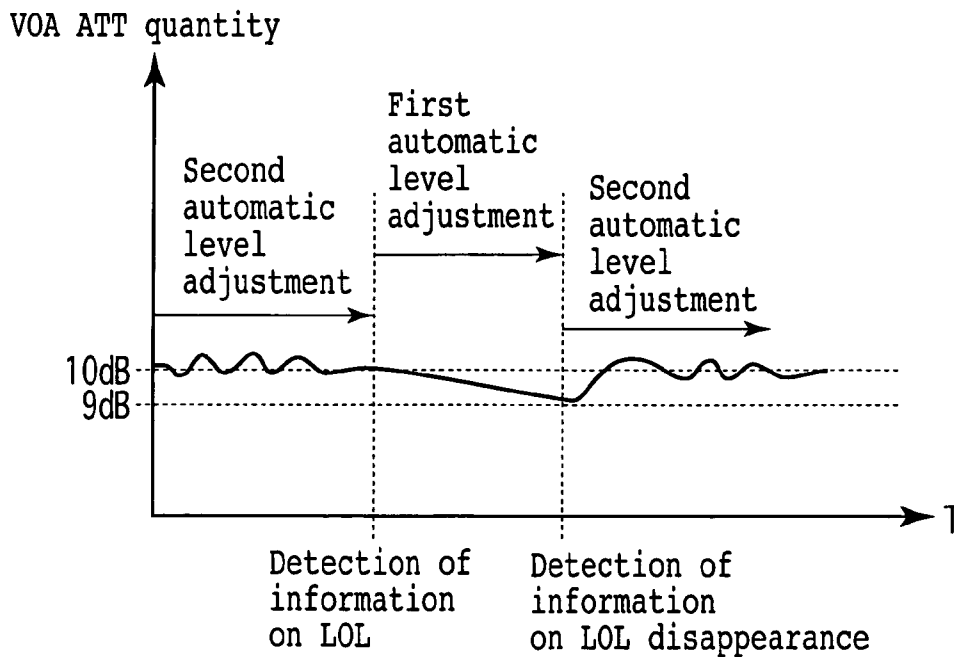 VOA ATT quantity
First
automatic
level
adjustment
Second
automatic
level
adjustment
Second
automatic
level
adjustment
10dB
9dB
T
Detection of
information
on LOL
Detection of
information
on LOL disappearance